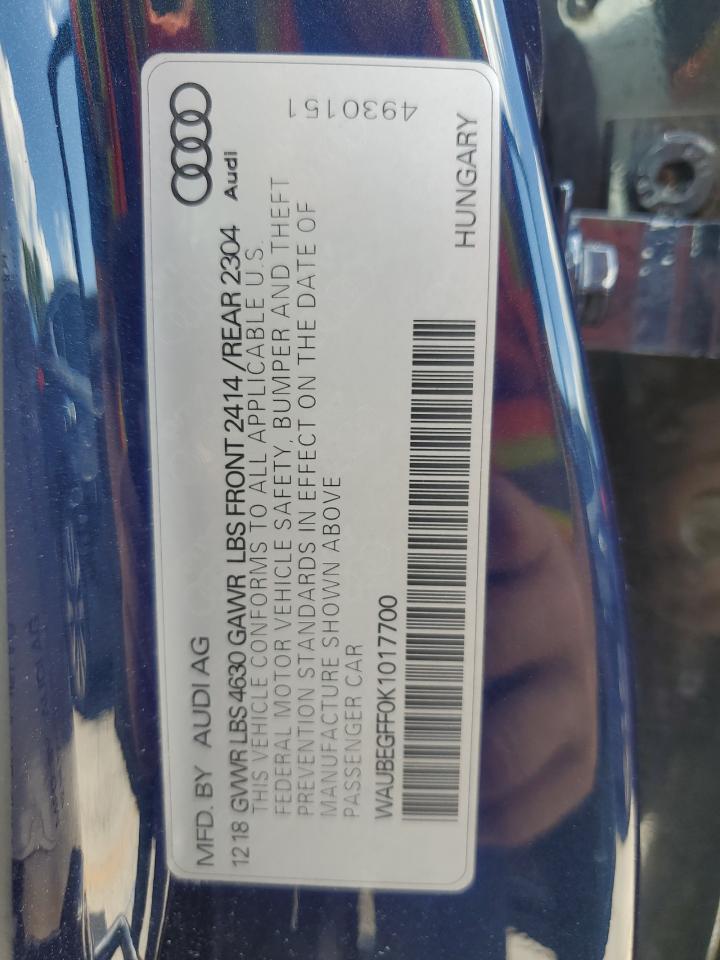 MFD. BY AUDI AG
Audi
12 18 GVWR LBS 4630 GAWR LBS FRONT 2414 / REAR 2304
THIS VEHICLE CONFORMS TO ALL APPLICABLE U.S.
FEDERAL MOTOR VEHICLE SAFETY, BUMPER AND THEFT
PREVENTION STANDARDS IN EFFECT ON THE DATE OF
MANUFACTURE SHOWN ABOVE
4930151
PASSENGER CAR
WAUBEGFF0K1017700
HUNGARY